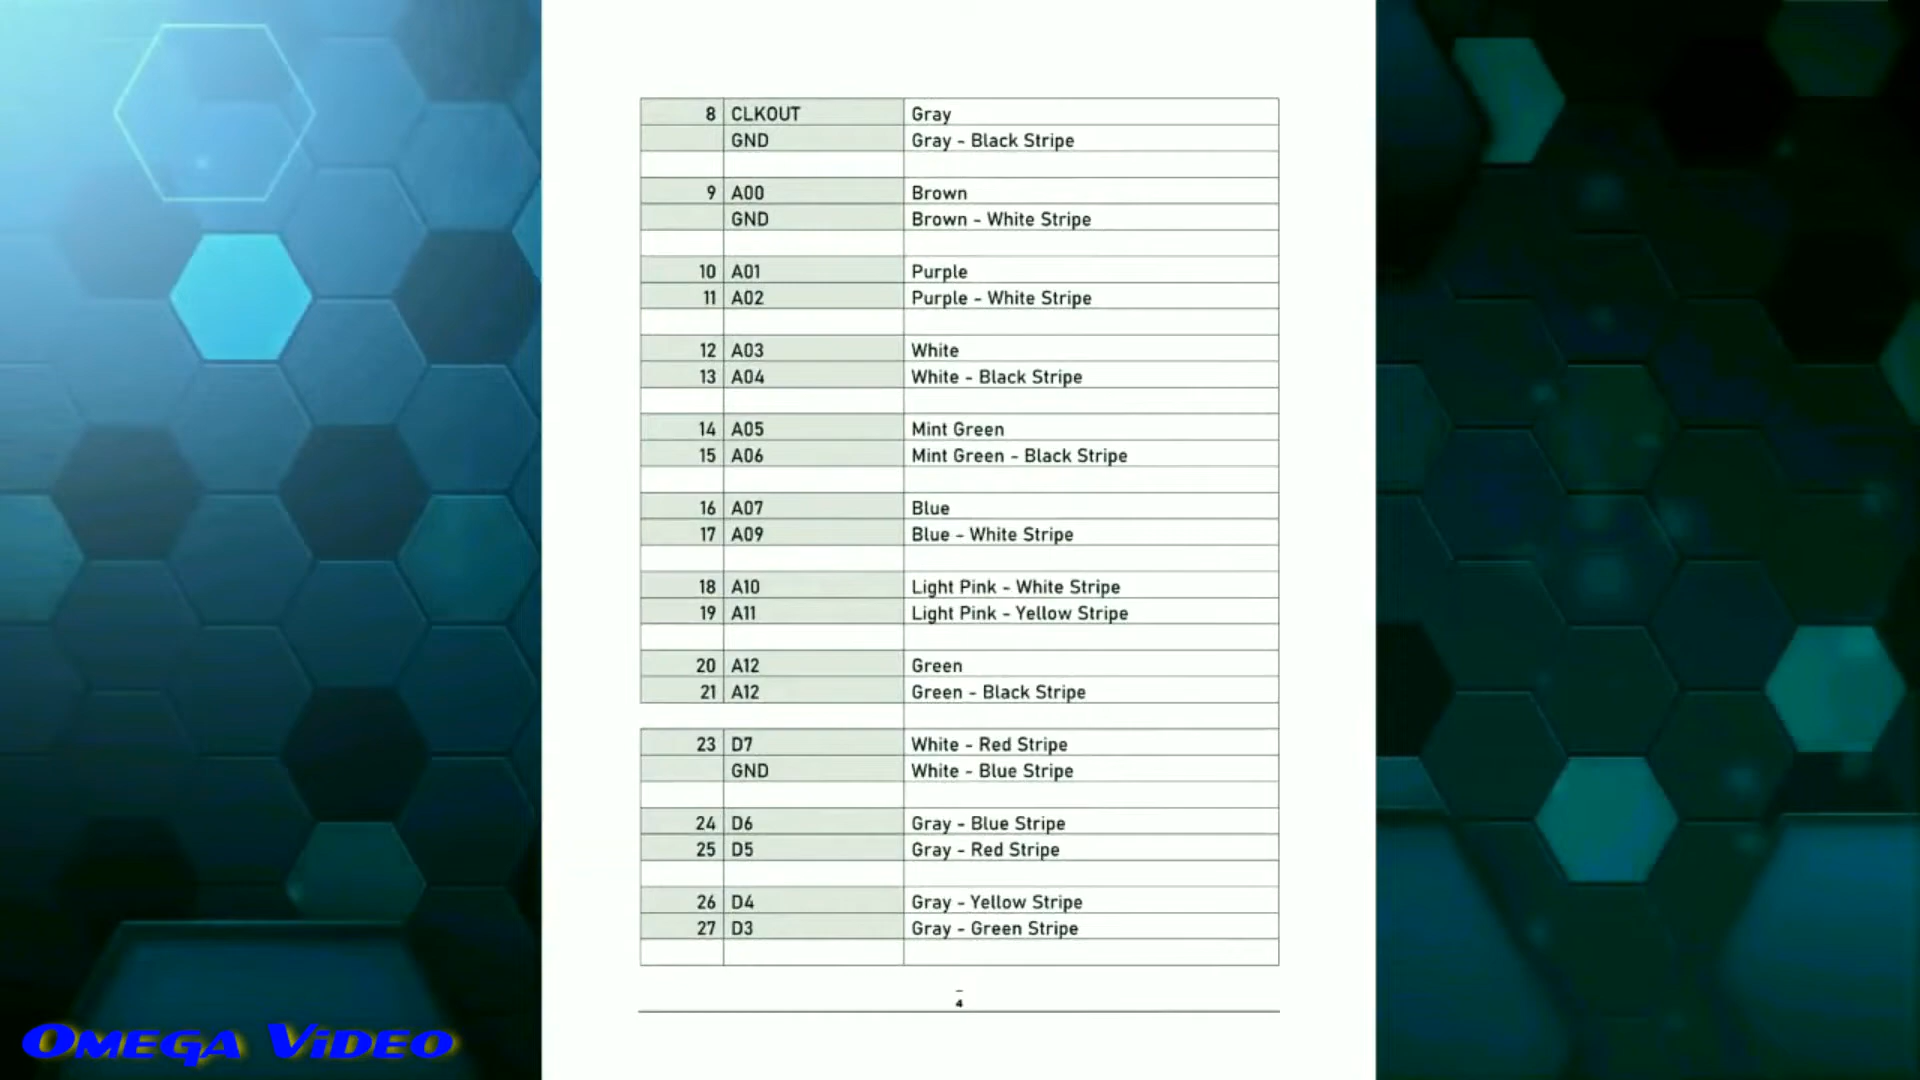 8 CLKOUT Gray
GND Gray - Black Stripe
9 A00 Brown
GND Brown - White Stripe
10 A01 Purple
11 A02 Purple - White Stripe
12 A03 White
13 A04 White - Black Stripe
14 A05 Mint Green
15 A06 Mint Green - Black Stripe
16 A07 Blue
17 A09 Blue - White Stripe
18 A10 Light Pink - White Stripe
19 A11 Light Pink - Yellow Stripe
20 A12 Green
21 A12 Green - Black Stripe
23 D7 White - Red Stripe
GND White - Blue Stripe
24 D6 Gray - Blue Stripe
25 D5 Gray - Red Stripe
26 D4 Gray - Yellow Stripe
27 D3 Gray - Green Stripe
4
Omega Video